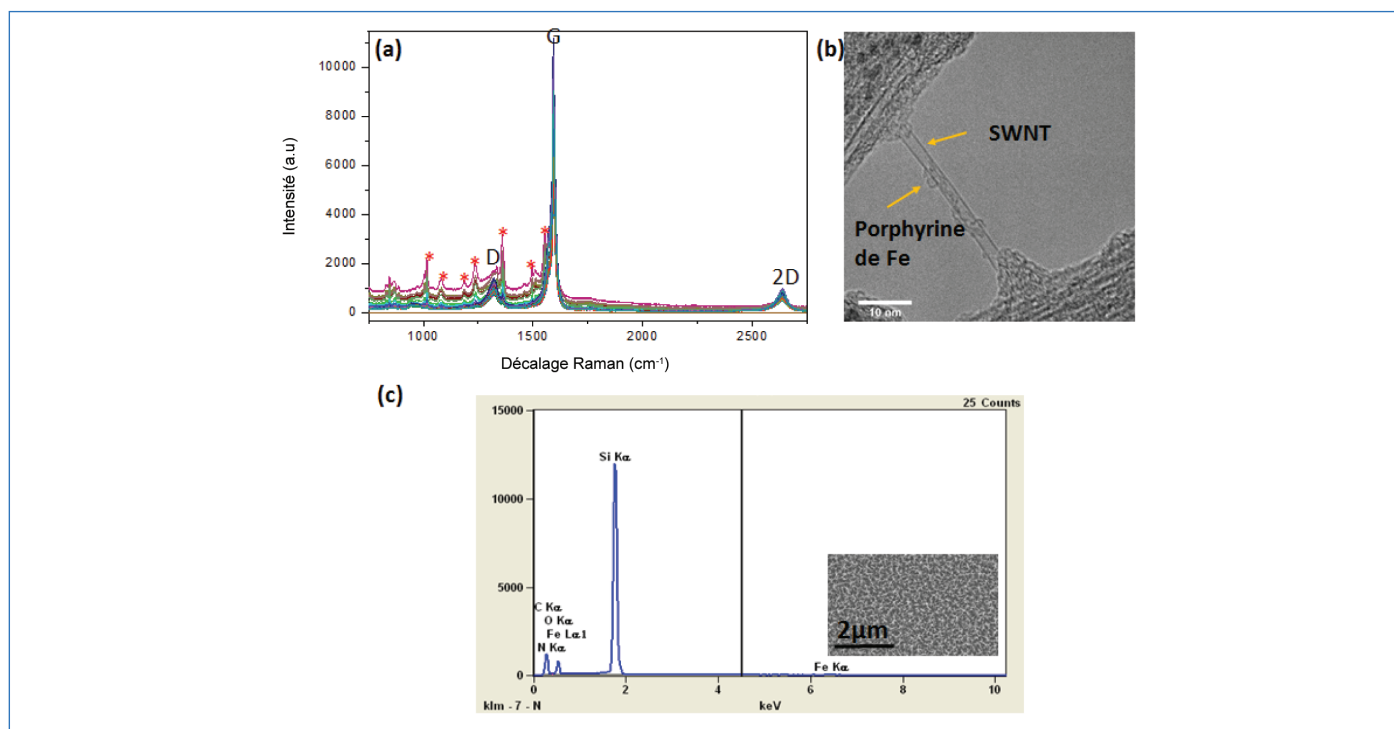 (a)
G
10000
8000
6000
4000
2000
0
Intensité (a.u)
*
*
*
*
D
*
*
*
2D
1000
1500
2000
2500
Décalage Raman (cm⁻¹)
(b)
SWNT
Porphyrine
de Fe
10 nm
(c)
25 Counts
15000
10000
5000
0
Si Kα
C Kα
O Kα
Fe Lα1
N Kα
2µm
Fe Kα
0
2
4
6
8
10
klm - 7 - N
keV